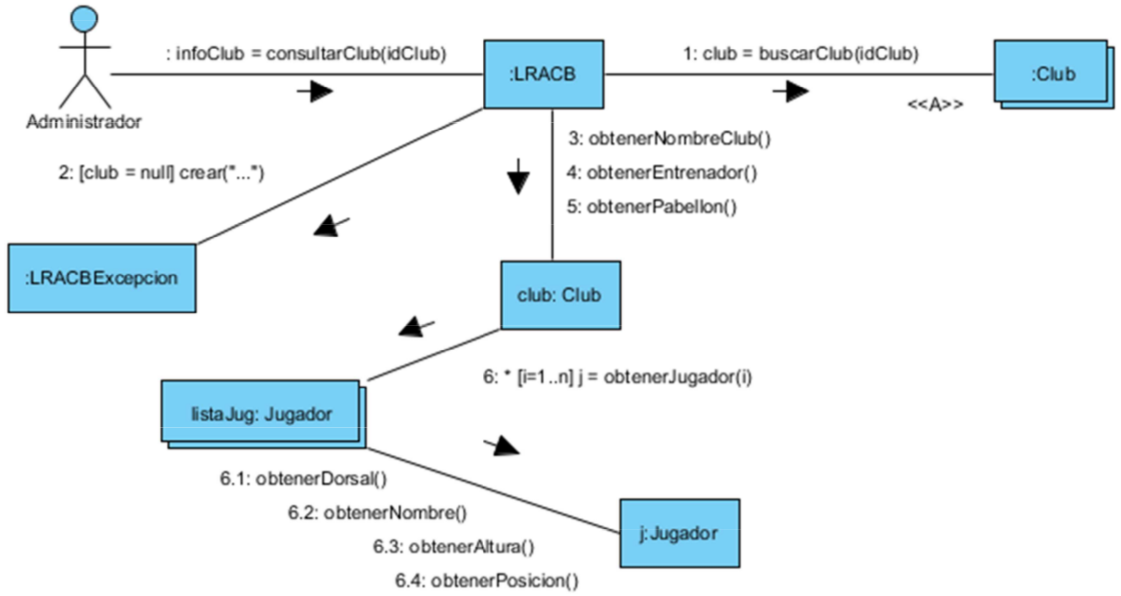 : infoClub = consultarClub(idClub)
1: club = buscarClub(idClub)
:LRACB
:Club
<<A>>
Administrador
3: obtenerNombreClub()
2: [club = null] crear("...")
4: obtenerEntrenador()
5: obtenerPabellon()
:LRACBExcepcion
club: Club
6: * [i=1..n] j = obtenerJugador(i)
listaJug: Jugador
6.1: obtenerDorsal()
6.2: obtenerNombre()
j:Jugador
6.3: obtenerAltura()
6.4: obtenerPosicion()